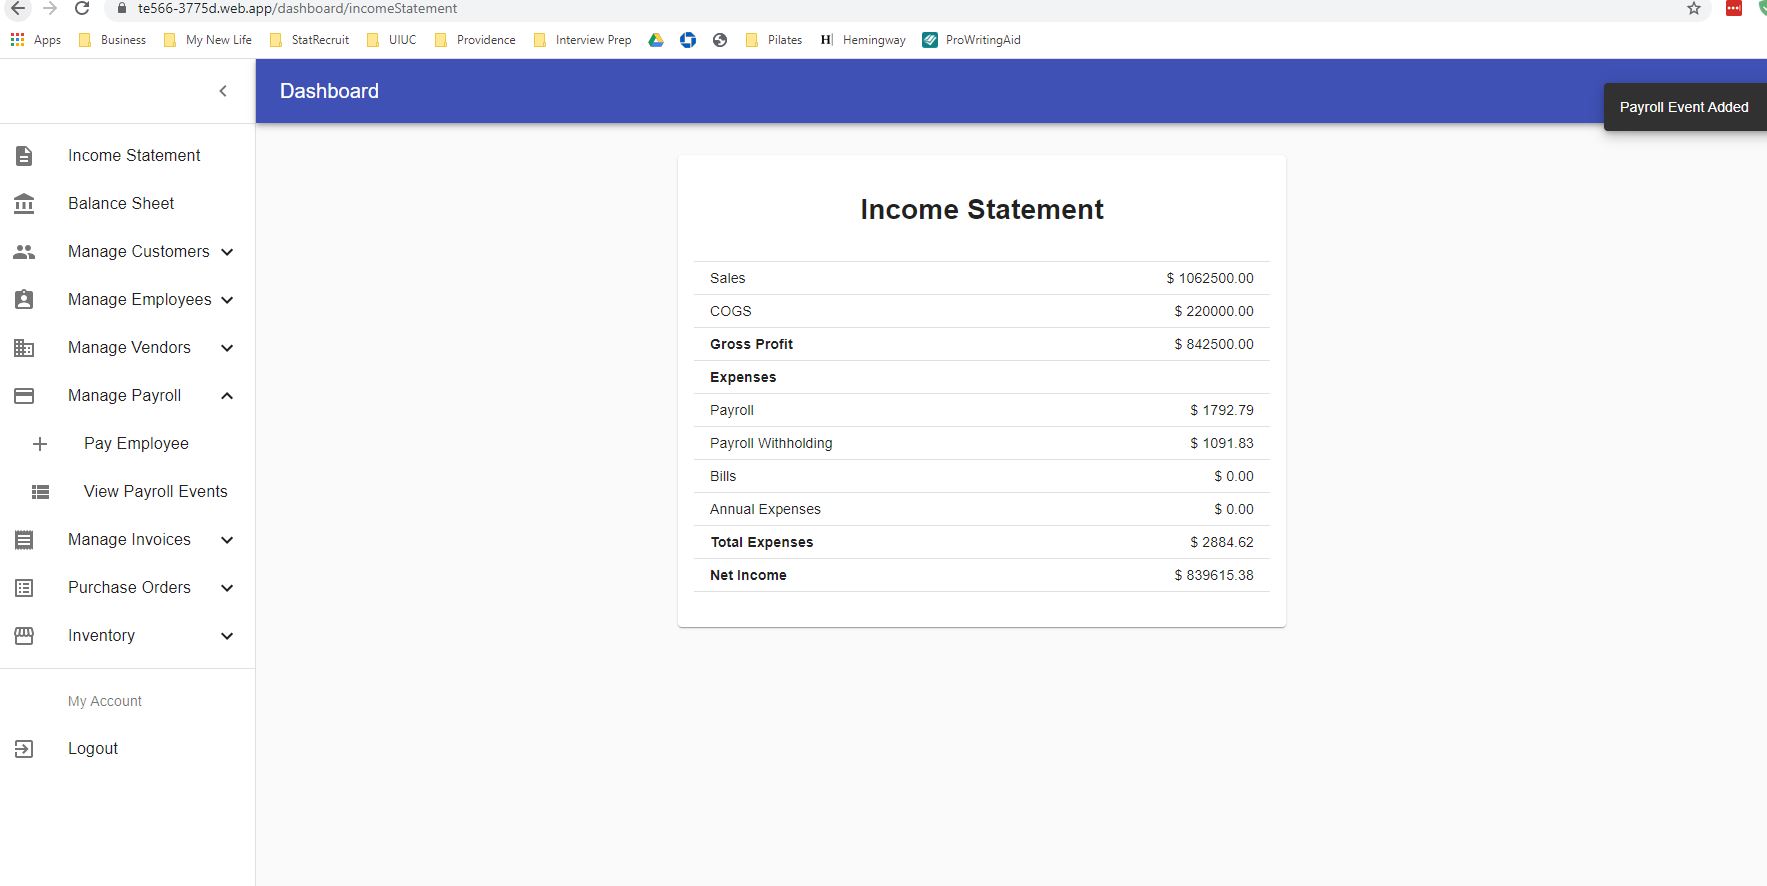 te566-3775d.web.app/dashboard/incomeStatement
Apps Business My New Life StatRecruit UIUC Providence Interview Prep Pilates H Hemingway ProWritingAid
Dashboard
Payroll Event Added
Income Statement
Balance Sheet
Manage Customers
Manage Employees
Manage Vendors
Manage Payroll
Pay Employee
View Payroll Events
Manage Invoices
Purchase Orders
Inventory
My Account
Logout
Income Statement
Sales $ 1062500.00
COGS $ 220000.00
Gross Profit $ 842500.00
Expenses
Payroll $ 1792.79
Payroll Withholding $ 1091.83
Bills $ 0.00
Annual Expenses $ 0.00
Total Expenses $ 2884.62
Net Income $ 839615.38